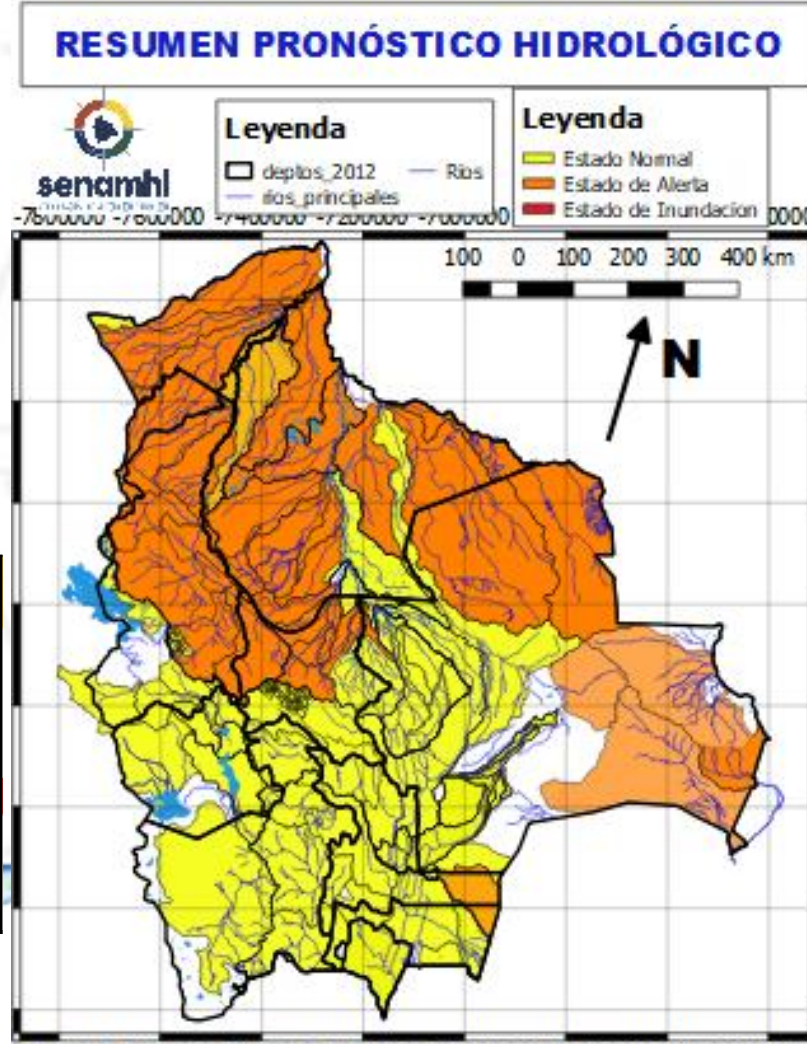 RESUMEN PRONÓSTICO HIDROLÓGICO
senamhi
Leyenda
deptos_2012
Rios
rios_principales
Leyenda
Estado Normal
Estado de Alerta
Estado de Inundacion
-7800000 -7600000 -7400000 -7200000 -7000000
100 0 100 200 300 400 km
N